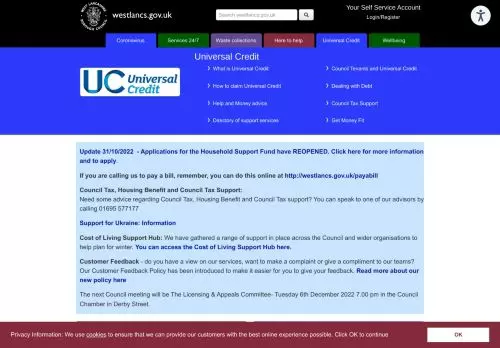 WEST LANCASHIRE
BOROUGH COUNCIL
westlancs.gov.uk
Search westlancs.gov.uk
Your Self Service Account
Login/Register
Coronavirus
Services 24/7
Waste collections
Here to help
Universal Credit
Wellbeing
UC Universal Credit
Universal Credit
What is Universal Credit
Council Tenants and Universal Credit
How to claim Universal Credit
Dealing with Debt
Help and Money advice
Council Tax Support
Directory of support services
Get Money Fit
Update 31/10/2022 - Applications for the Household Support Fund have REOPENED. Click here for more information
and to apply.
If you are calling us to pay a bill, remember, you can do this online at http://westlancs.gov.uk/payabill
Council Tax, Housing Benefit and Council Tax Support:
Need some advice regarding Council Tax, Housing Benefit and Council Tax support? You can speak to one of our advisors by
calling 01695 577177
Support for Ukraine: Information
Cost of Living Support Hub: We have gathered a range of support in place across the Council and wider organisations to
help plan for winter. You can access the Cost of Living Support Hub here.
Customer Feedback - do you have a view on our services, want to make a complaint or give a compliment to our teams?
Our Customer Feedback Policy has been introduced to make it easier for you to give your feedback. Read more about our
new policy here
The next Council meeting will be The Licensing & Appeals Committee- Tuesday 6th December 2022 7.00 pm in the Council
Chamber in Derby Street.
Privacy Information: We use cookies to ensure that we can provide our customers with the best online experience possible. Click OK to continue
OK